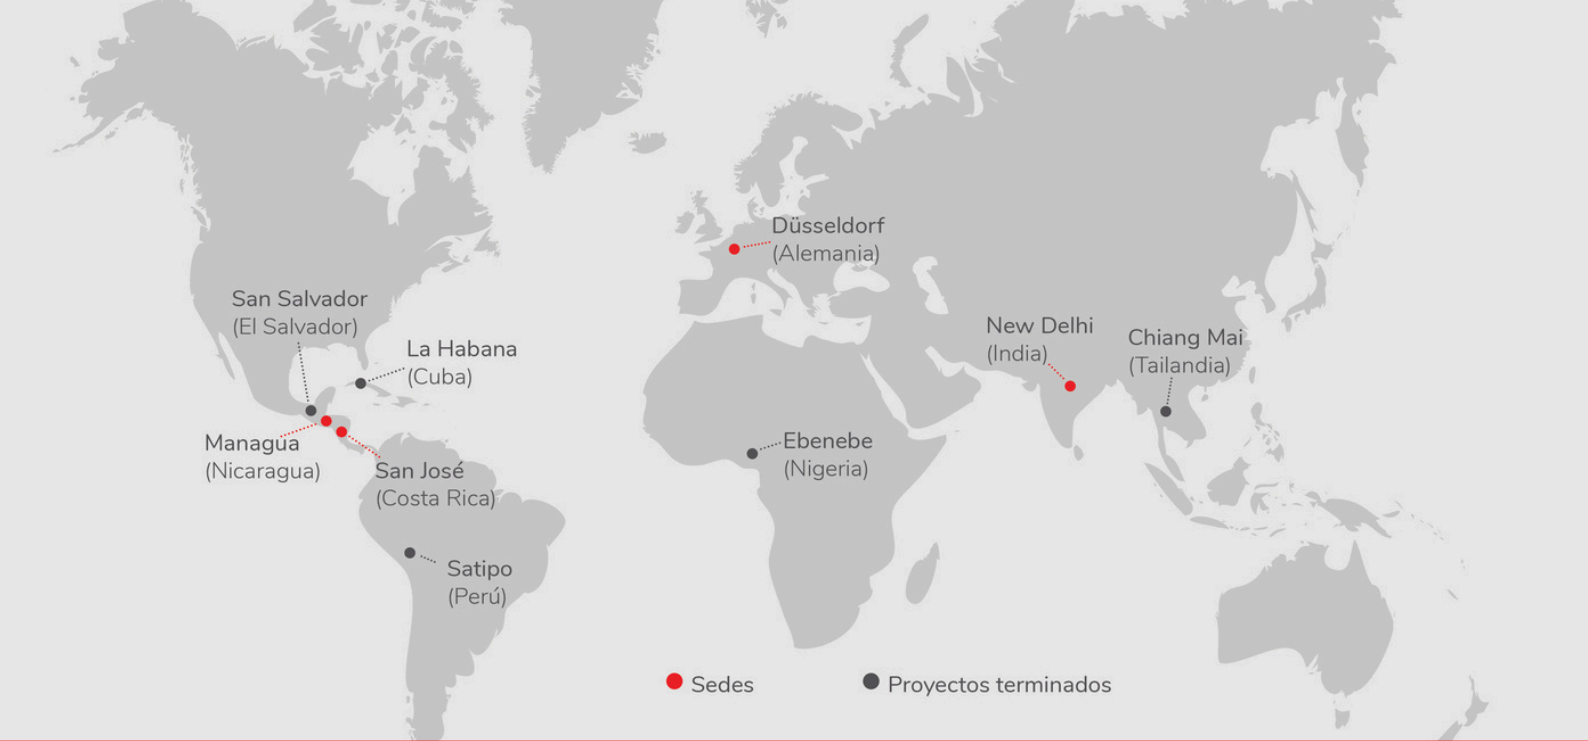 Düsseldorf
(Alemania)
San Salvador
(El Salvador)
La Habana
(Cuba)
New Delhi
(India)
Chiang Mai
(Tailandia)
Managua
(Nicaragua)
San José
(Costa Rica)
Ebenebe
(Nigeria)
Satipo
(Perú)
Sedes
Proyectos terminados